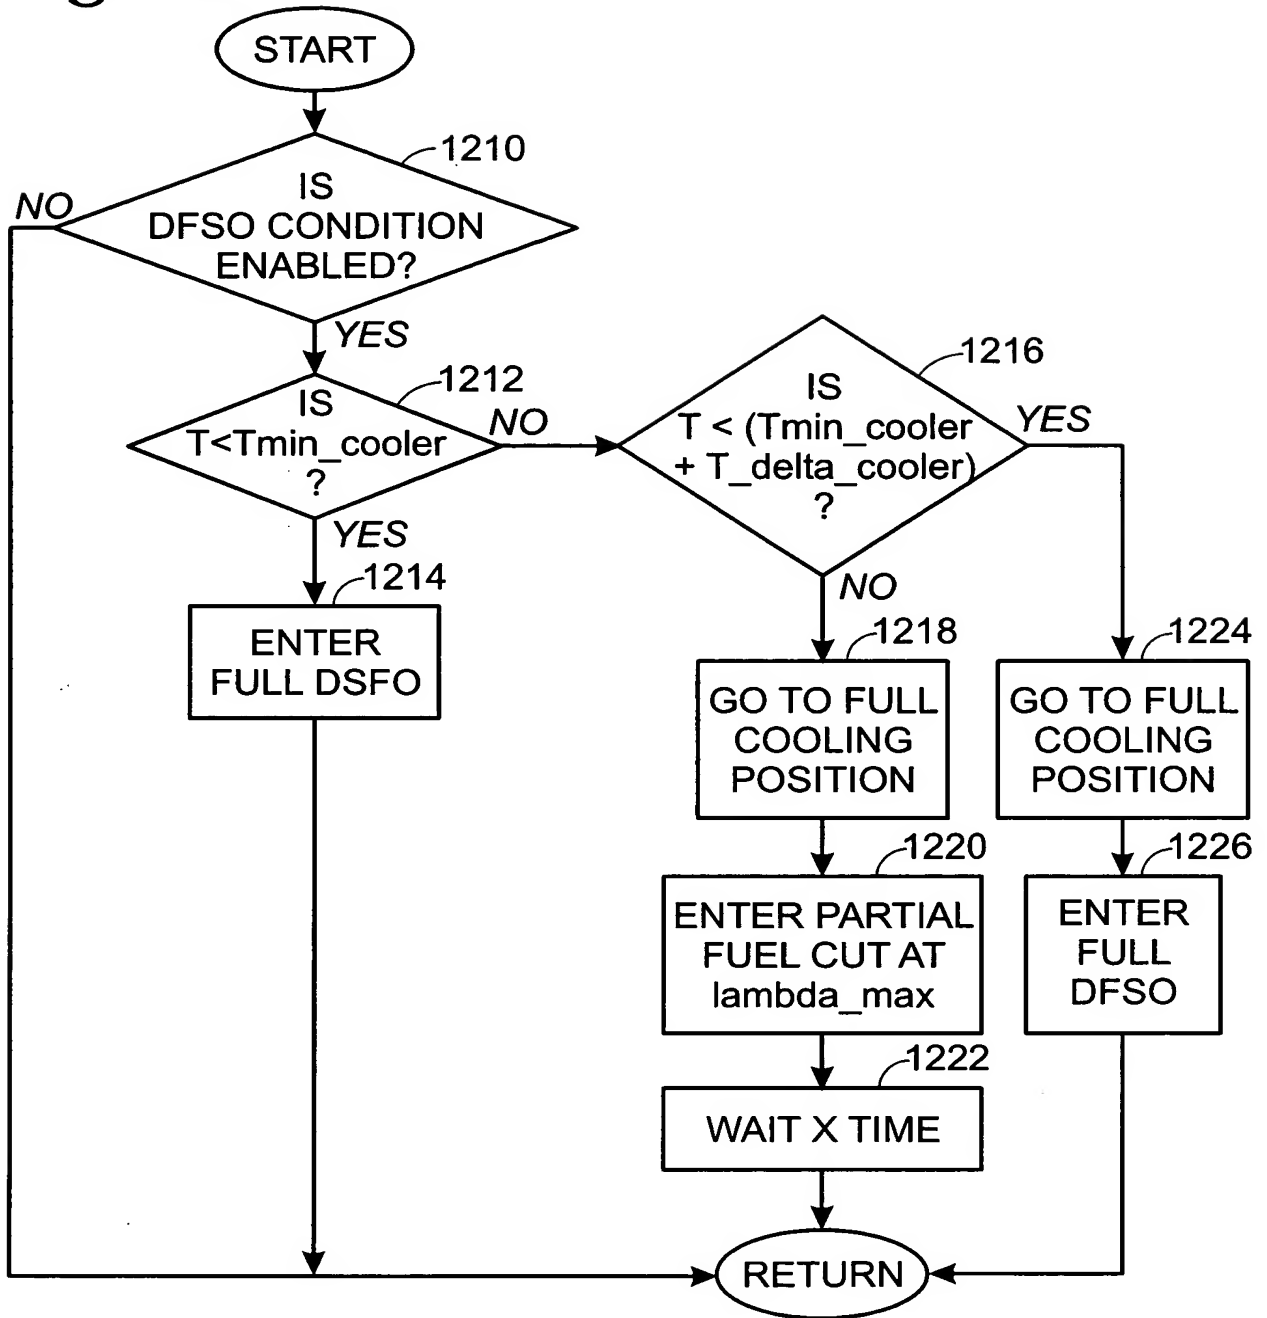 START
1210
IS
DFSO CONDITION
ENABLED?
NO
YES
1212
IS
T<Tmin_cooler
?
NO
YES
1214
ENTER
FULL DSFO
1216
IS
T < (Tmin_cooler
+ T_delta_cooler)
?
YES
NO
1218
GO TO FULL
COOLING
POSITION
1220
ENTER PARTIAL
FUEL CUT AT
lambda_max
1222
WAIT X TIME
1224
GO TO FULL
COOLING
POSITION
1226
ENTER
FULL
DFSO
RETURN